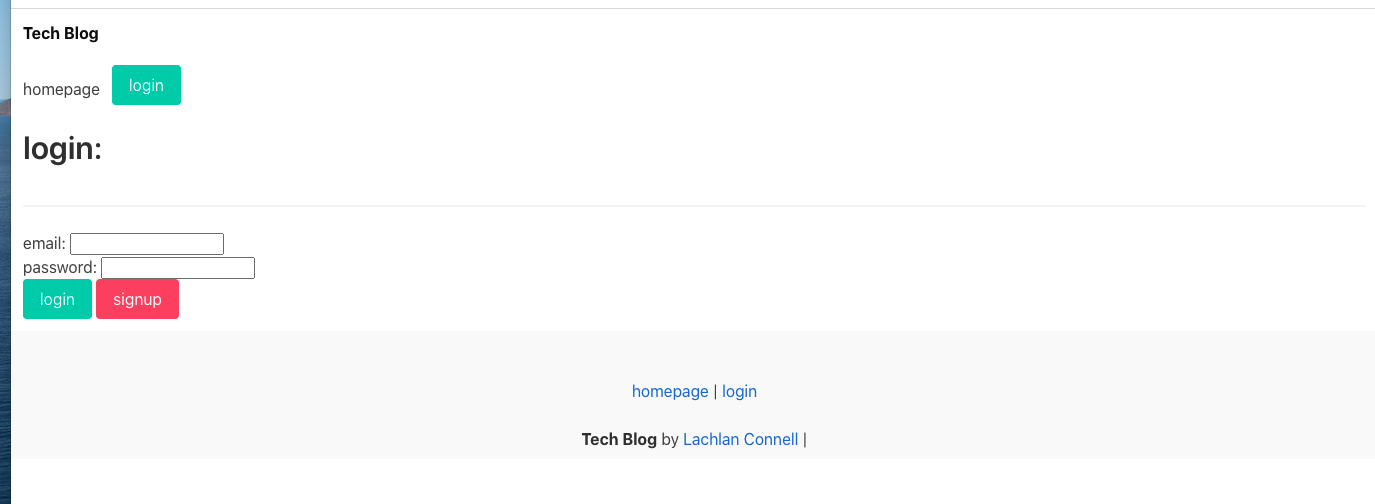 Tech Blog
homepage login
login:
email:
password:
login signup
homepage | login
Tech Blog by Lachlan Connell |